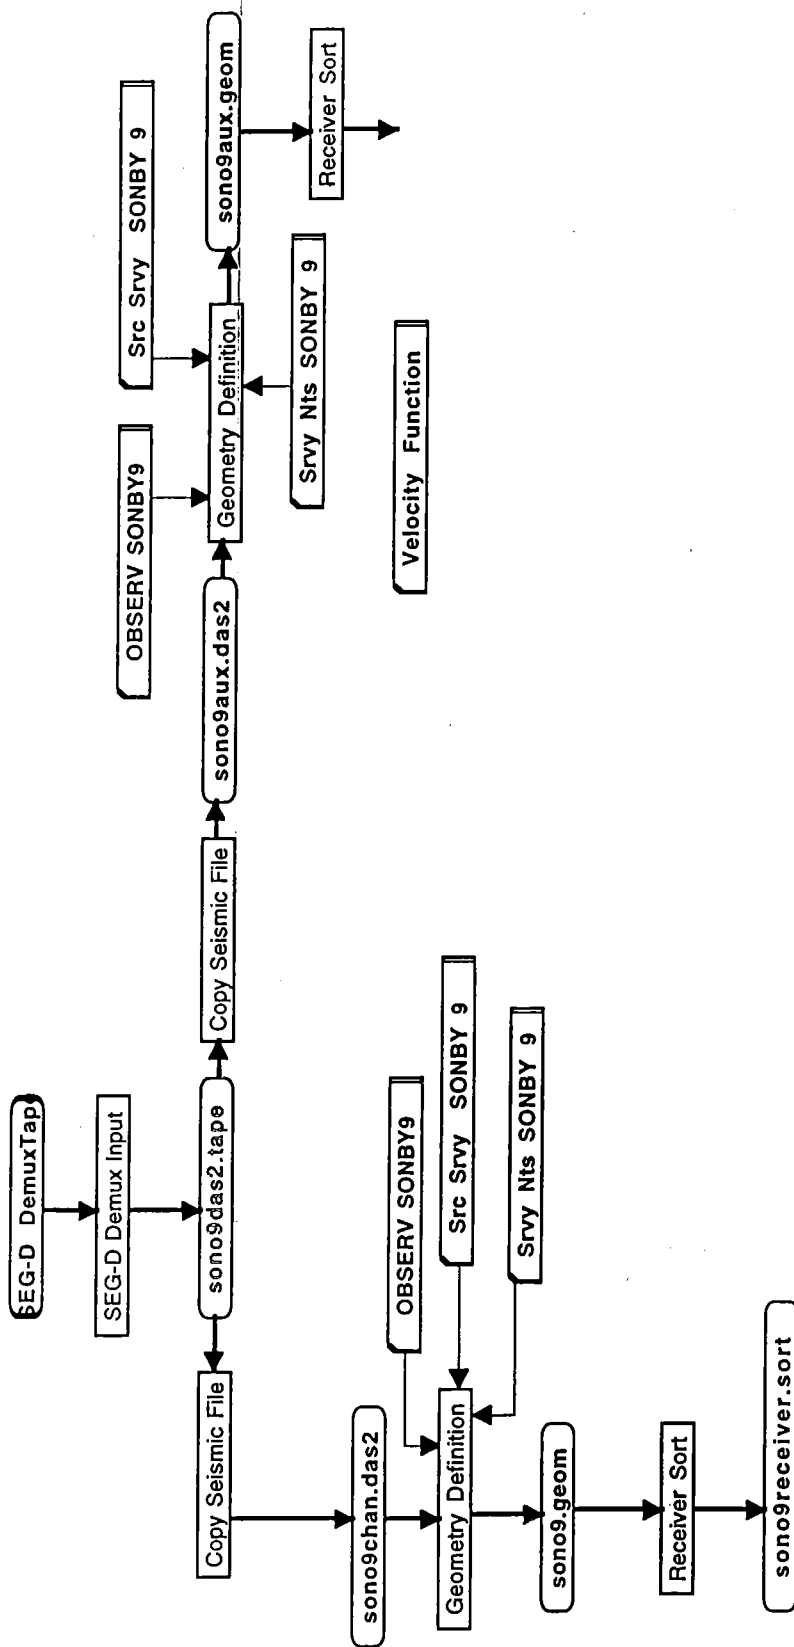 SEG-D DemuxTap
SEG-D Demux Input
sono9das2.tape
Copy Seismic File
Copy Seismic File
sono9aux.das2
OBSERV SONBY9
Src Srvy SONBY 9
Geometry Definition
Srvy Nts SONBY 9
sono9aux.geom
Receiver Sort
Velocity Function
sono9chan.das2
OBSERV SONBY9
Src Srvy SONBY 9
Srvy Nts SONBY 9
Geometry Definition
sono9.geom
Receiver Sort
sono9receiver.sort